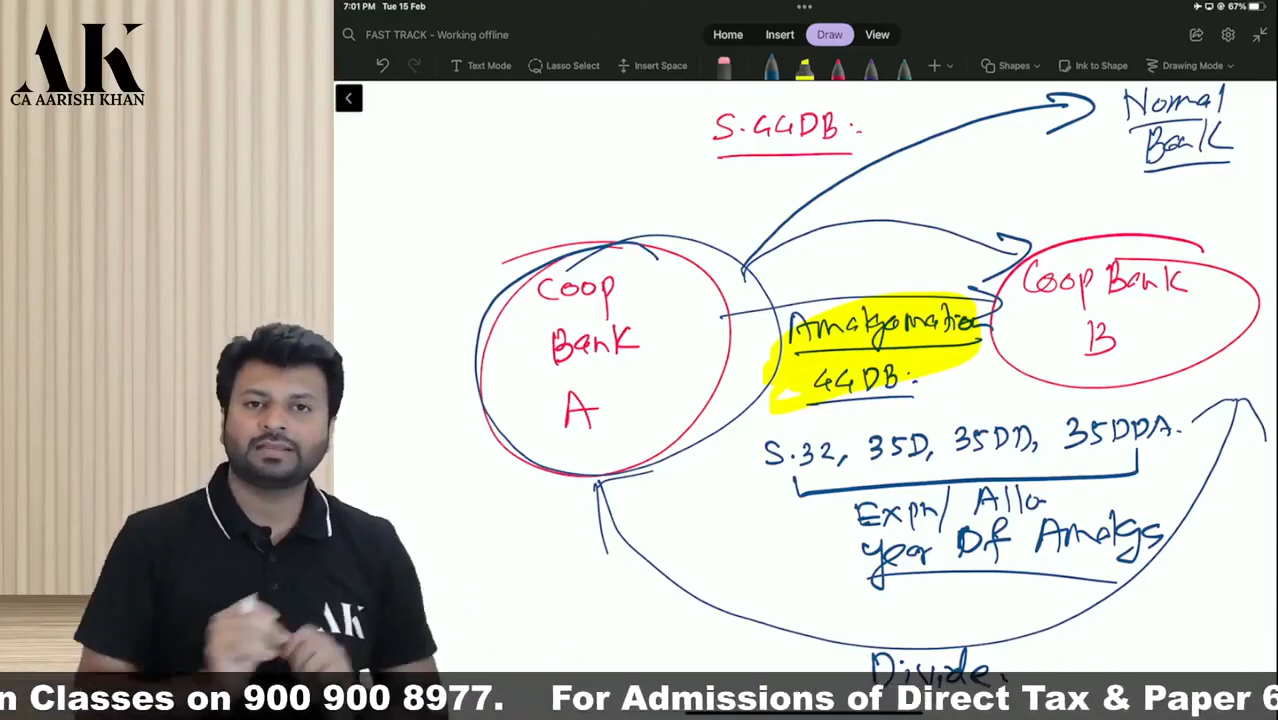 7:01 PM Tue 15 Feb
67%
FAST TRACK - Working offline
Home Insert Draw View
Text Mode Lasso Select Insert Space Shapes Ink to Shape Drawing Mode
AK
CA AARISH KHAN
S.44DB:
Normal
Bank
Coop
Bank
A
Amalgamation
44DB:
Coop Bank
B
S.32, 35D, 35DD, 35DDA.
Expn/ Allo
year Of Amalgs
Divide.
AK
n Classes on 900 900 8977. For Admissions of Direct Tax & Paper 6